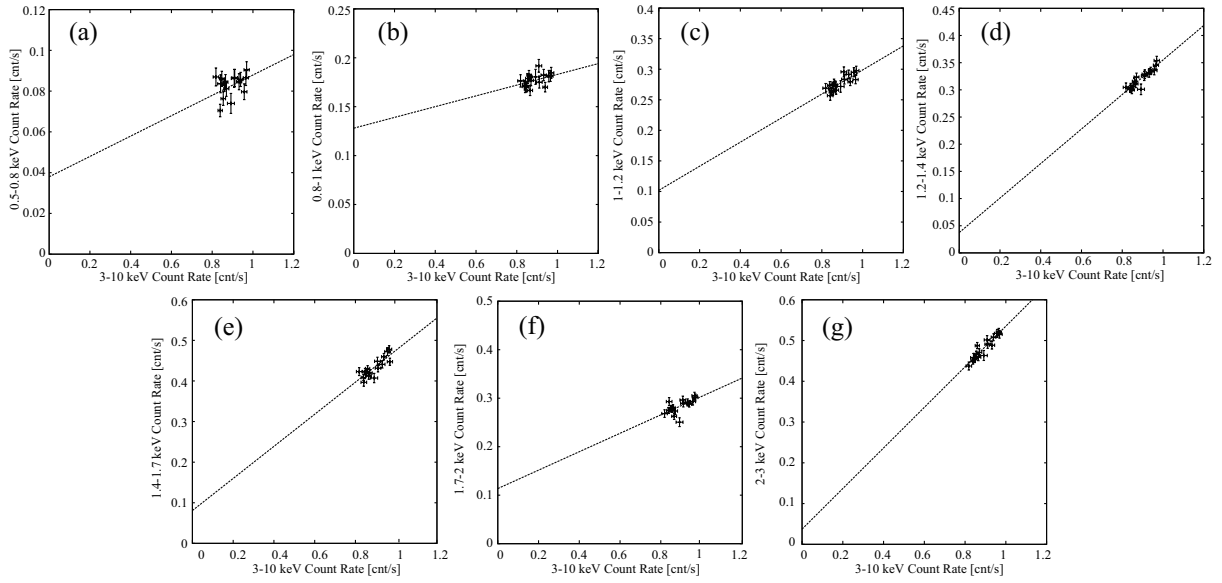 (a)
0.5-0.8 keV Count Rate [cnt/s]
0.12
0.1
0.08
0.06
0.04
0.02
0
0 0.2 0.4 0.6 0.8 1 1.2
3-10 keV Count Rate [cnt/s]
(b)
0.8-1 keV Count Rate [cnt/s]
0.25
0.2
0.15
0.1
0.05
0
0 0.2 0.4 0.6 0.8 1 1.2
3-10 keV Count Rate [cnt/s]
(c)
1-1.2 keV Count Rate [cnt/s]
0.4
0.35
0.3
0.25
0.2
0.15
0.1
0.05
0
0 0.2 0.4 0.6 0.8 1 1.2
3-10 keV Count Rate [cnt/s]
(d)
1.2-1.4 keV Count Rate [cnt/s]
0.45
0.4
0.35
0.3
0.25
0.2
0.15
0.1
0.05
0
0 0.2 0.4 0.6 0.8 1 1.2
3-10 keV Count Rate [cnt/s]
(e)
1.4-1.7 keV Count Rate [cnt/s]
0.6
0.5
0.4
0.3
0.2
0.1
0
0 0.2 0.4 0.6 0.8 1 1.2
3-10 keV Count Rate [cnt/s]
(f)
1.7-2 keV Count Rate [cnt/s]
0.5
0.4
0.3
0.2
0.1
0
0 0.2 0.4 0.6 0.8 1 1.2
3-10 keV Count Rate [cnt/s]
(g)
2-3 keV Count Rate [cnt/s]
0.6
0.5
0.4
0.3
0.2
0.1
0
0 0.2 0.4 0.6 0.8 1 1.2
3-10 keV Count Rate [cnt/s]